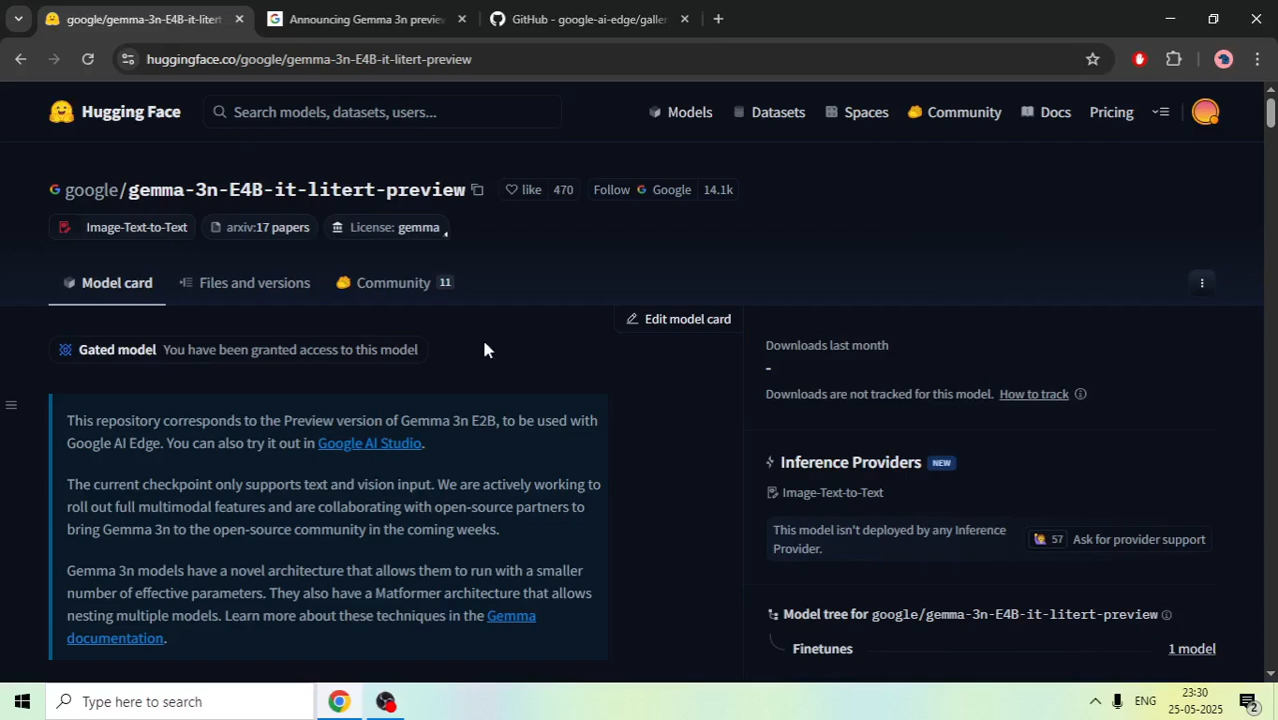 google/gemma-3n-E4B-it-litert
Announcing Gemma 3n previe
GitHub - google-ai-edge/galler
huggingface.co/google/gemma-3n-E4B-it-litert-preview
Hugging Face
Search models, datasets, users...
Models
Datasets
Spaces
Community
Docs
Pricing
google/gemma-3n-E4B-it-litert-preview
like 470
Follow Google 14.1k
Image-Text-to-Text
arxiv:17 papers
License: gemma
Model card
Files and versions
Community 11
Edit model card
Gated model You have been granted access to this model
This repository corresponds to the Preview version of Gemma 3n E2B, to be used with
Google AI Edge. You can also try it out in Google AI Studio.
The current checkpoint only supports text and vision input. We are actively working to
roll out full multimodal features and are collaborating with open-source partners to
bring Gemma 3n to the open-source community in the coming weeks.
Gemma 3n models have a novel architecture that allows them to run with a smaller
number of effective parameters. They also have a Matformer architecture that allows
nesting multiple models. Learn more about these techniques in the Gemma
documentation.
Downloads last month
-
Downloads are not tracked for this model. How to track
Inference Providers NEW
Image-Text-to-Text
This model isn't deployed by any Inference
Provider.
57 Ask for provider support
Model tree for google/gemma-3n-E4B-it-litert-preview
Finetunes
1 model
Type here to search
ENG
23:30
25-05-2025
2